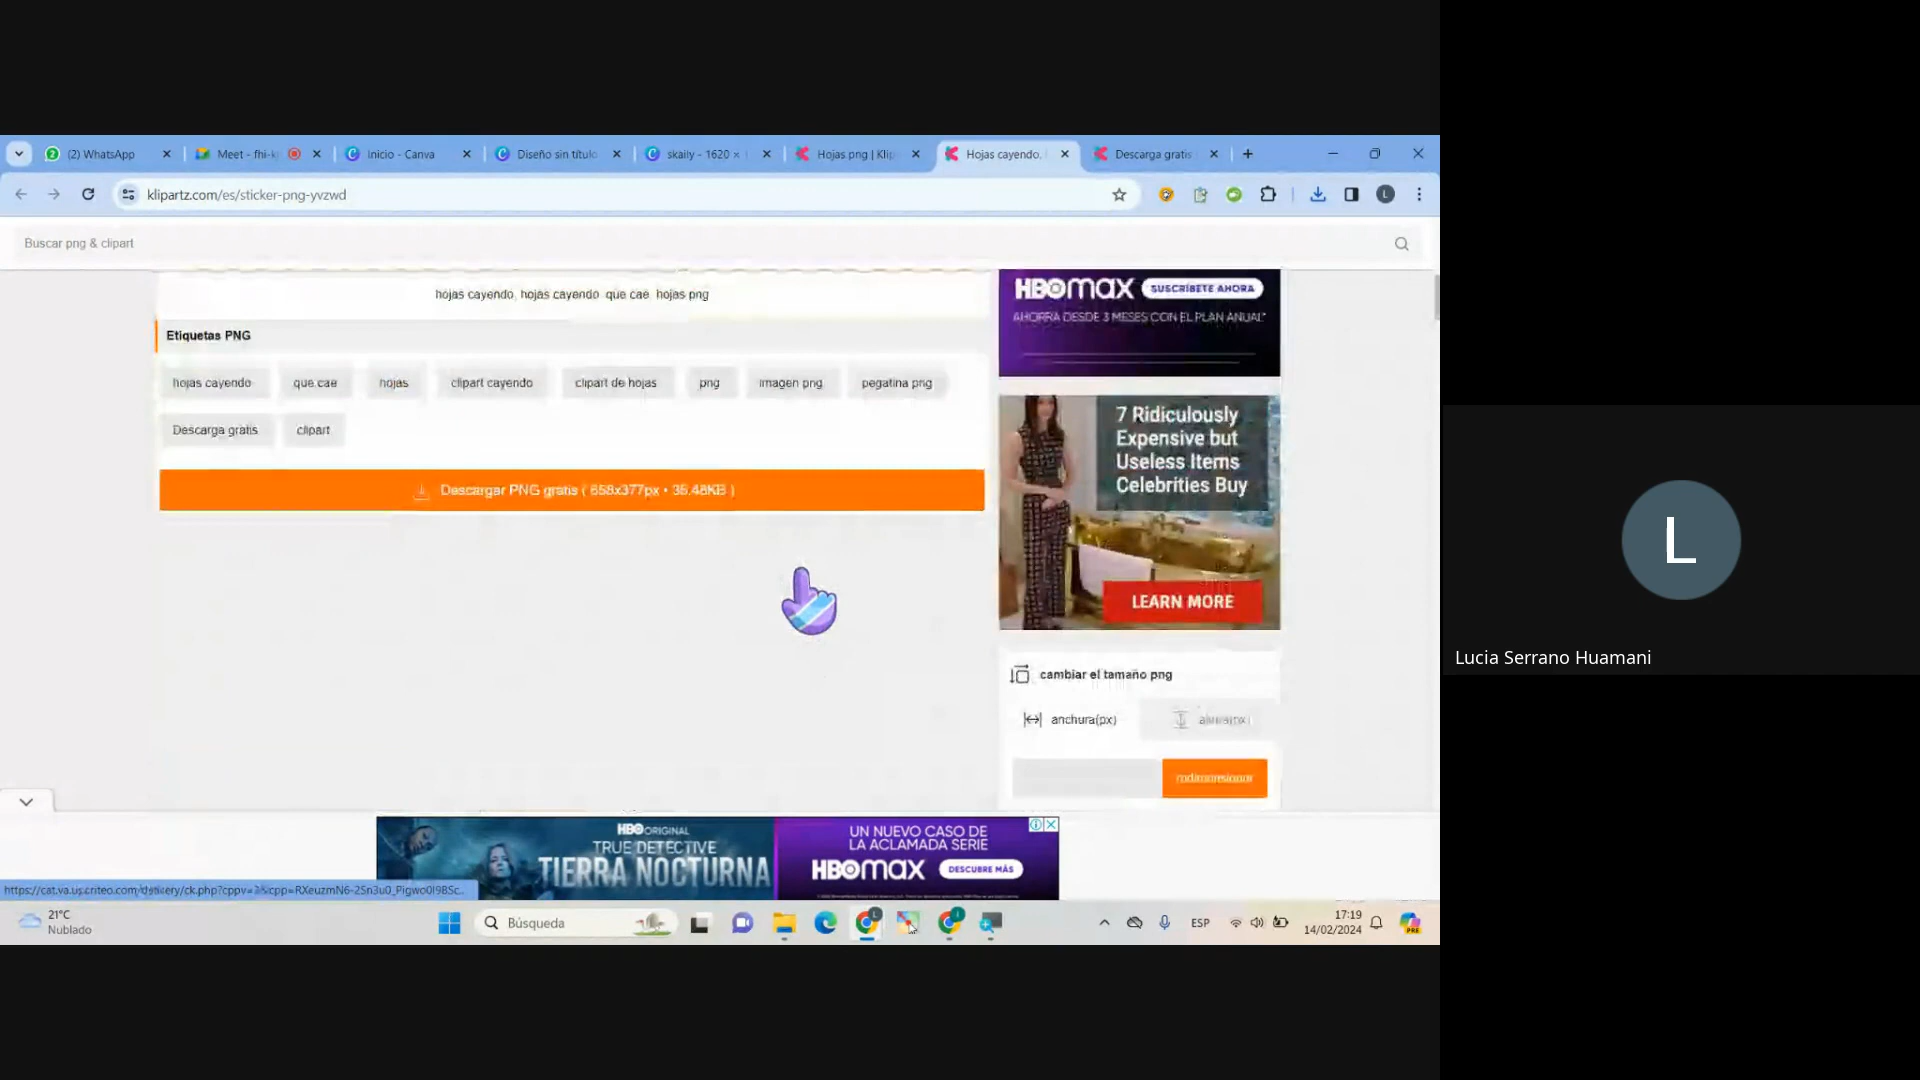 (2) WhatsApp
Meet - fhi-k
Inicio - Canva
Diseño sin título
skaily - 1620 ×
Hojas png | Klip
Hojas cayendo,
Descarga gratis
klipartz.com/es/sticker-png-yvzwd
L
Buscar png & clipart
hojas cayendo, hojas cayendo que cae hojas png
Etiquetas PNG
hojas cayendo
que cae
hojas
clipart cayendo
clipart de hojas
png
imagen png
pegatina png
Descarga gratis
clipart
Descargar PNG gratis ( 658x377px • 35.48KB )
HBOmax
SUSCRÍBETE AHORA
AHORRA DESDE 3 MESES CON EL PLAN ANUAL*
7 Ridiculously
Expensive but
Useless Items
Celebrities Buy
LEARN MORE
cambiar el tamaño png
anchura(px)
HBO ORIGINAL
TRUE DETECTIVE
TIERRA NOCTURNA
UN NUEVO CASO DE
LA ACLAMADA SERIE
HBOmax
DESCUBRE MÁS
21°C
Nublado
Búsqueda
ESP
17:19
14/02/2024
PRE
L
Lucia Serrano Huamani